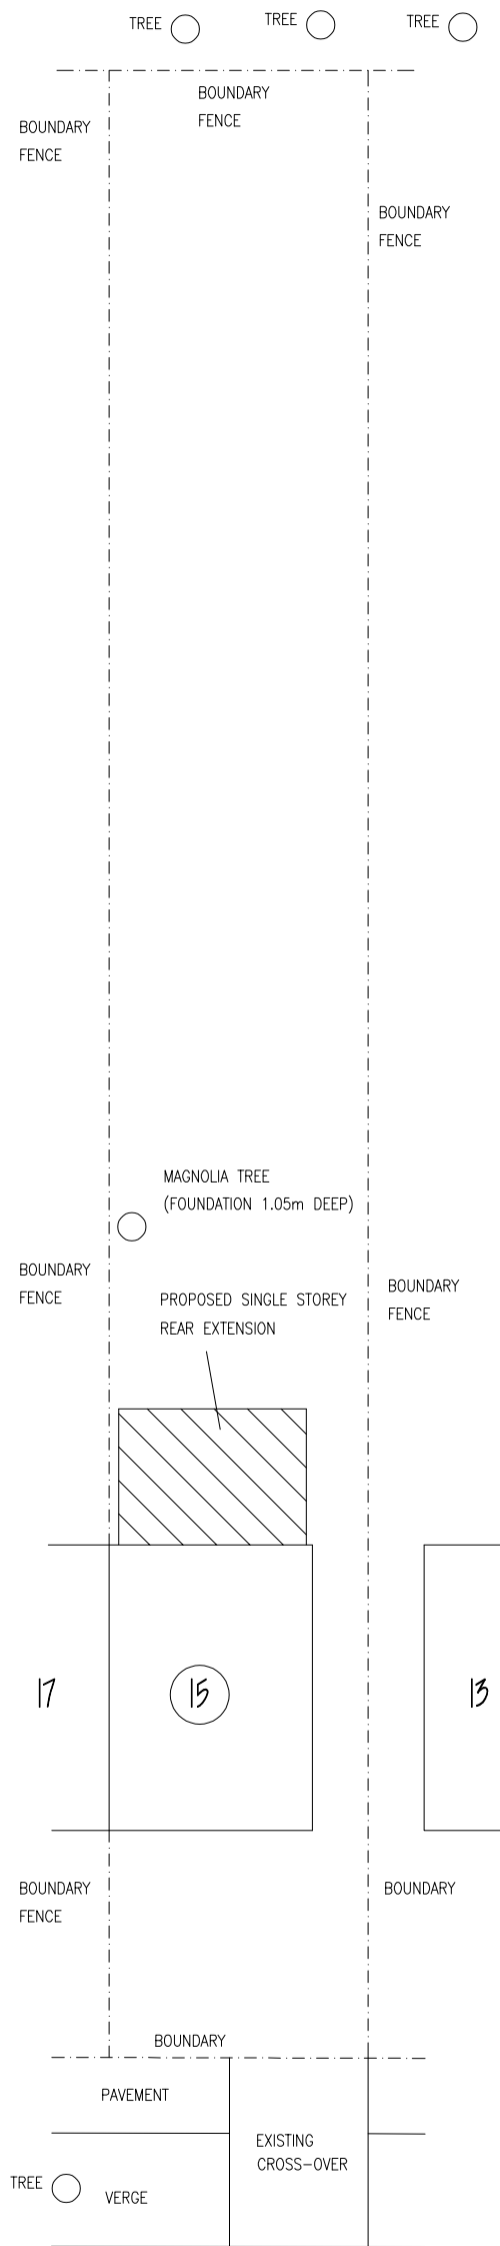 TREE
TREE
TREE
BOUNDARY
FENCE
BOUNDARY
FENCE
BOUNDARY
FENCE
MAGNOLIA TREE
(FOUNDATION 1.05m DEEP)
BOUNDARY
FENCE
BOUNDARY
FENCE
PROPOSED SINGLE STOREY
REAR EXTENSION
17
15
13
BOUNDARY
FENCE
BOUNDARY
BOUNDARY
PAVEMENT
EXISTING
CROSS-OVER
TREE
VERGE